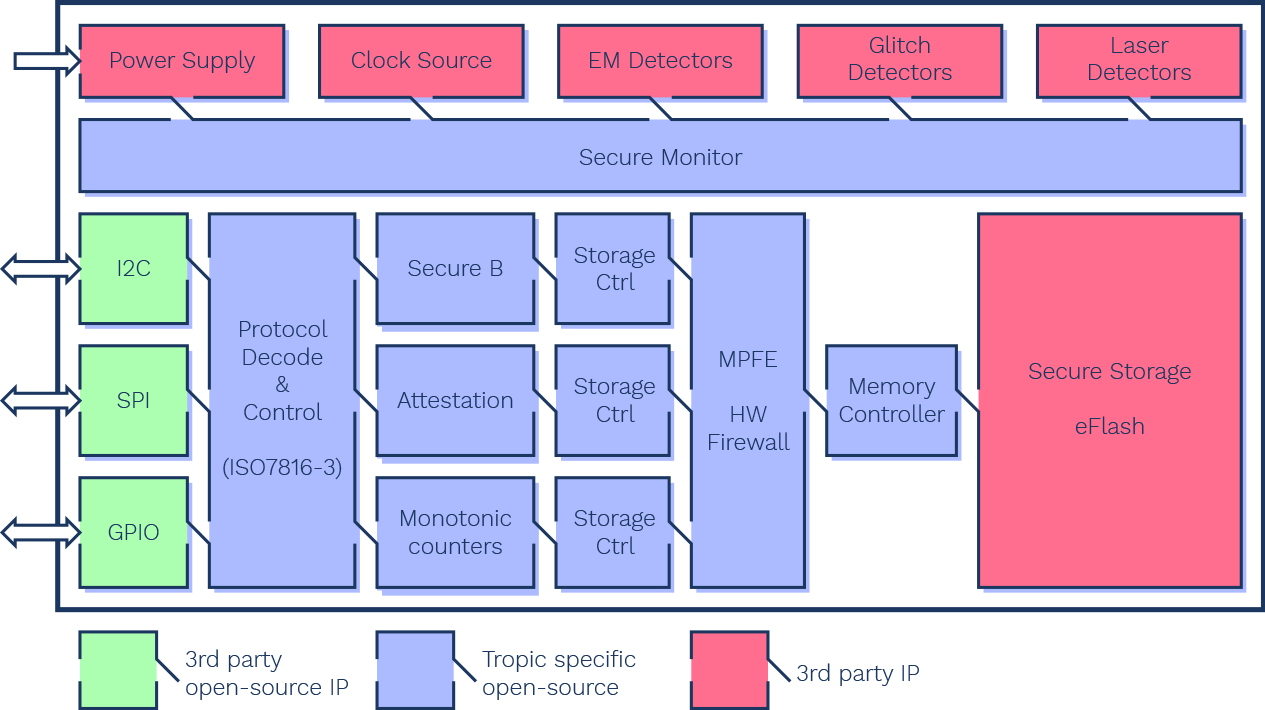 Power Supply
Clock Source
EM Detectors
Glitch
Detectors
Laser
Detectors
Secure Monitor
I2C
SPI
GPIO
Protocol
Decode
&
Control
(ISO7816-3)
Secure B
Attestation
Monotonic
counters
Storage
Ctrl
Storage
Ctrl
Storage
Ctrl
MPFE
HW
Firewall
Memory
Controller
Secure Storage
eFlash
3rd party
open-source IP
Tropic specific
open-source
3rd party IP